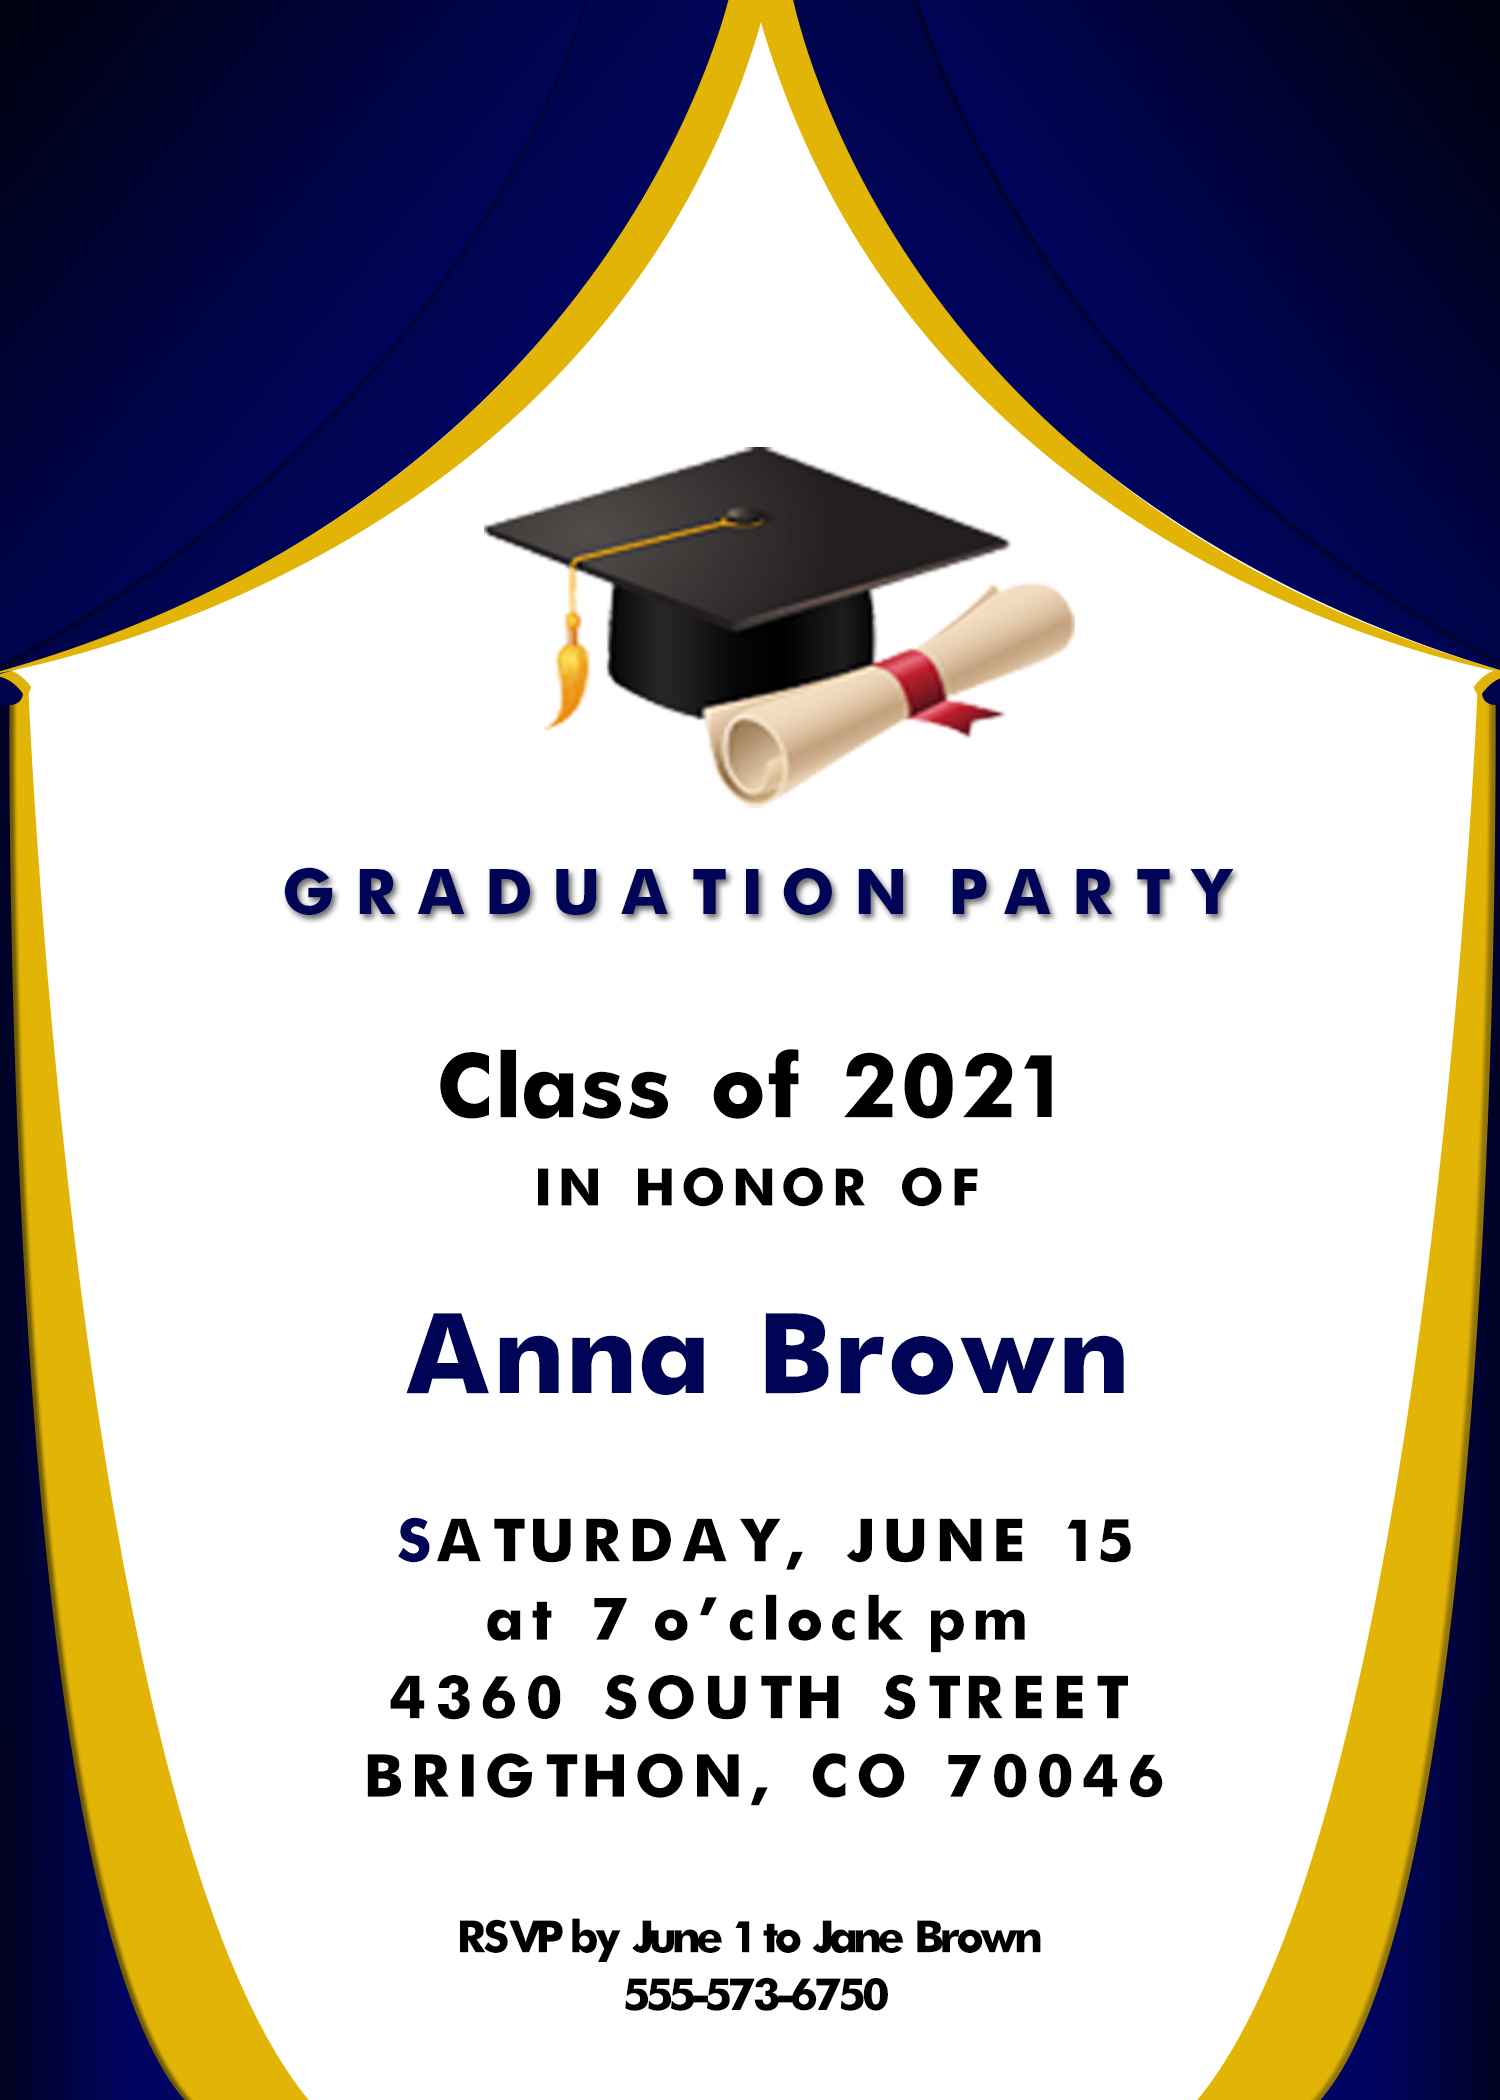 GRADUATION PARTY
Class of 2021
IN HONOR OF
Anna Brown
SATURDAY, JUNE 15
at 7 o’clock pm
4360 SOUTH STREET
BRIGTHON, CO 70046
RSVP by June 1 to Jane Brown
555-573-6750